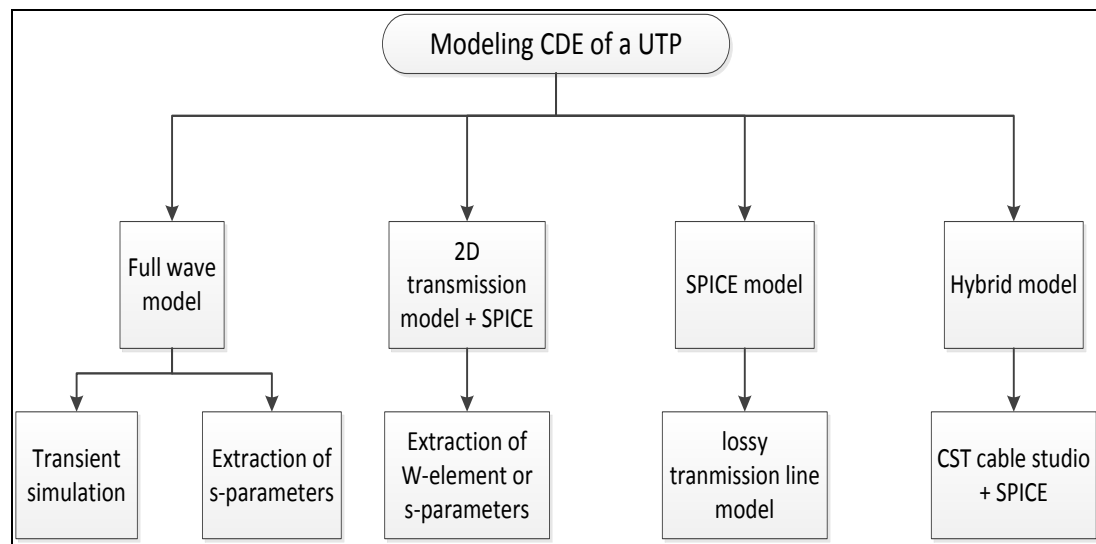 Modeling CDE of a UTP
Full wave
model
2D
transmission
model + SPICE
SPICE model
Hybrid model
Transient
simulation
Extraction of
s-parameters
Extraction of
W-element or
s-parameters
lossy
tranmission line
model
CST cable studio
+ SPICE